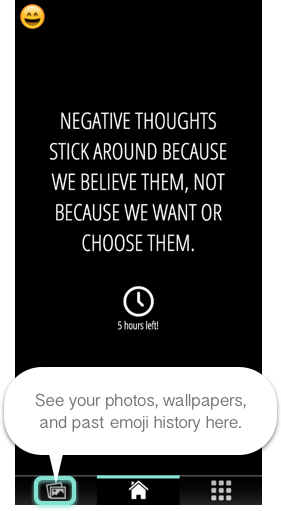 NEGATIVE THOUGHTS
STICK AROUND BECAUSE
WE BELIEVE THEM, NOT
BECAUSE WE WANT OR
CHOOSE THEM.
5 hours left!
See your photos, wallpapers,
and past emoji history here.